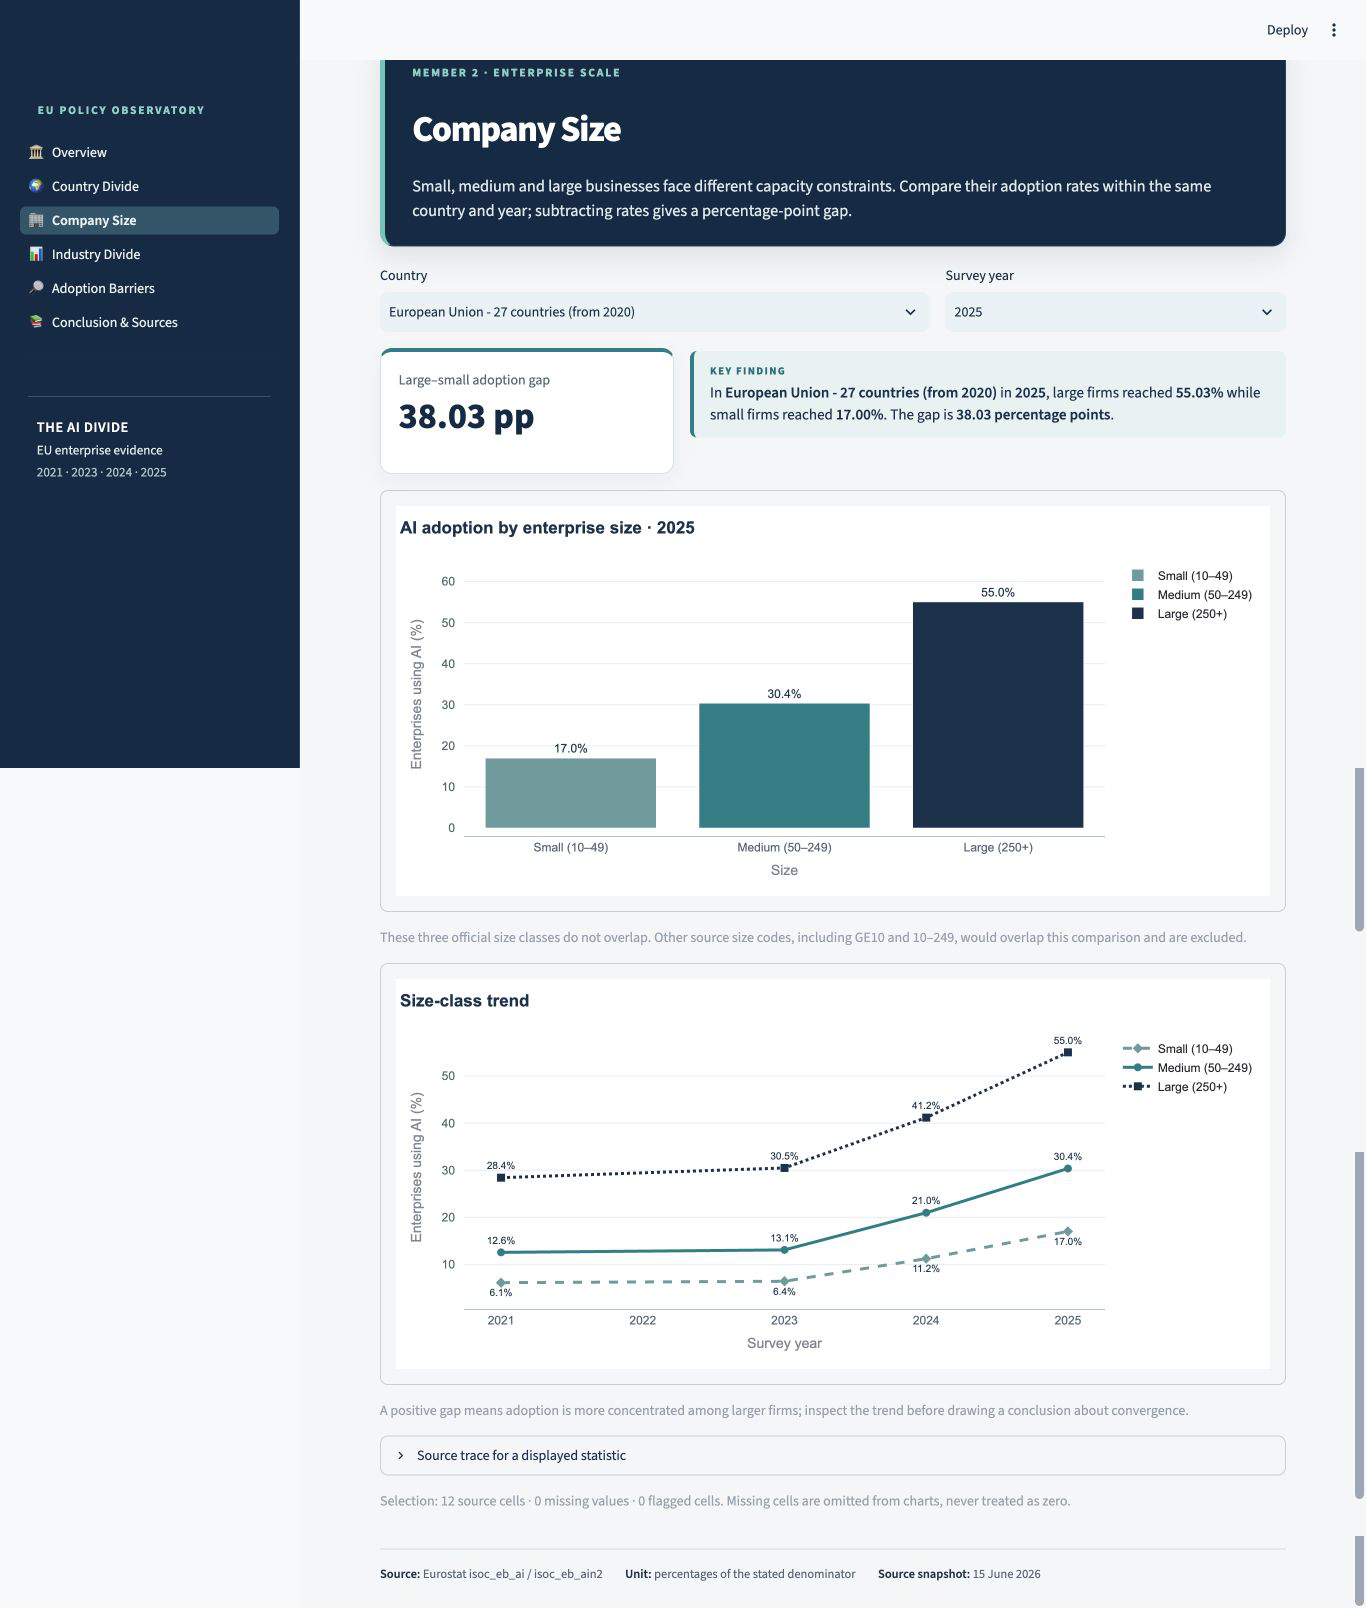 Deploy
EU POLICY OBSERVATORY
Overview
Country Divide
Company Size
Industry Divide
Adoption Barriers
Conclusion & Sources
THE AI DIVIDE
EU enterprise evidence
2021 · 2023 · 2024 · 2025
MEMBER 2 · ENTERPRISE SCALE
Company Size
Small, medium and large businesses face different capacity constraints. Compare their adoption rates within the same
country and year; subtracting rates gives a percentage-point gap.
Country
European Union - 27 countries (from 2020)
Survey year
2025
Large–small adoption gap
38.03 pp
KEY FINDING
In European Union - 27 countries (from 2020) in 2025, large firms reached 55.03% while
small firms reached 17.00%. The gap is 38.03 percentage points.
AI adoption by enterprise size · 2025
Enterprises using AI (%)
60
50
40
30
20
10
0
17.0%
30.4%
55.0%
Small (10–49)
Medium (50–249)
Large (250+)
Size
Small (10–49)
Medium (50–249)
Large (250+)
These three official size classes do not overlap. Other source size codes, including GE10 and 10–249, would overlap this comparison and are excluded.
Size-class trend
Enterprises using AI (%)
50
40
30
20
10
28.4%
30.5%
41.2%
55.0%
12.6%
13.1%
21.0%
30.4%
6.1%
6.4%
11.2%
17.0%
2021
2022
2023
2024
2025
Survey year
Small (10–49)
Medium (50–249)
Large (250+)
A positive gap means adoption is more concentrated among larger firms; inspect the trend before drawing a conclusion about convergence.
Source trace for a displayed statistic
Selection: 12 source cells · 0 missing values · 0 flagged cells. Missing cells are omitted from charts, never treated as zero.
Source: Eurostat isoc_eb_ai / isoc_eb_ain2 Unit: percentages of the stated denominator Source snapshot: 15 June 2026